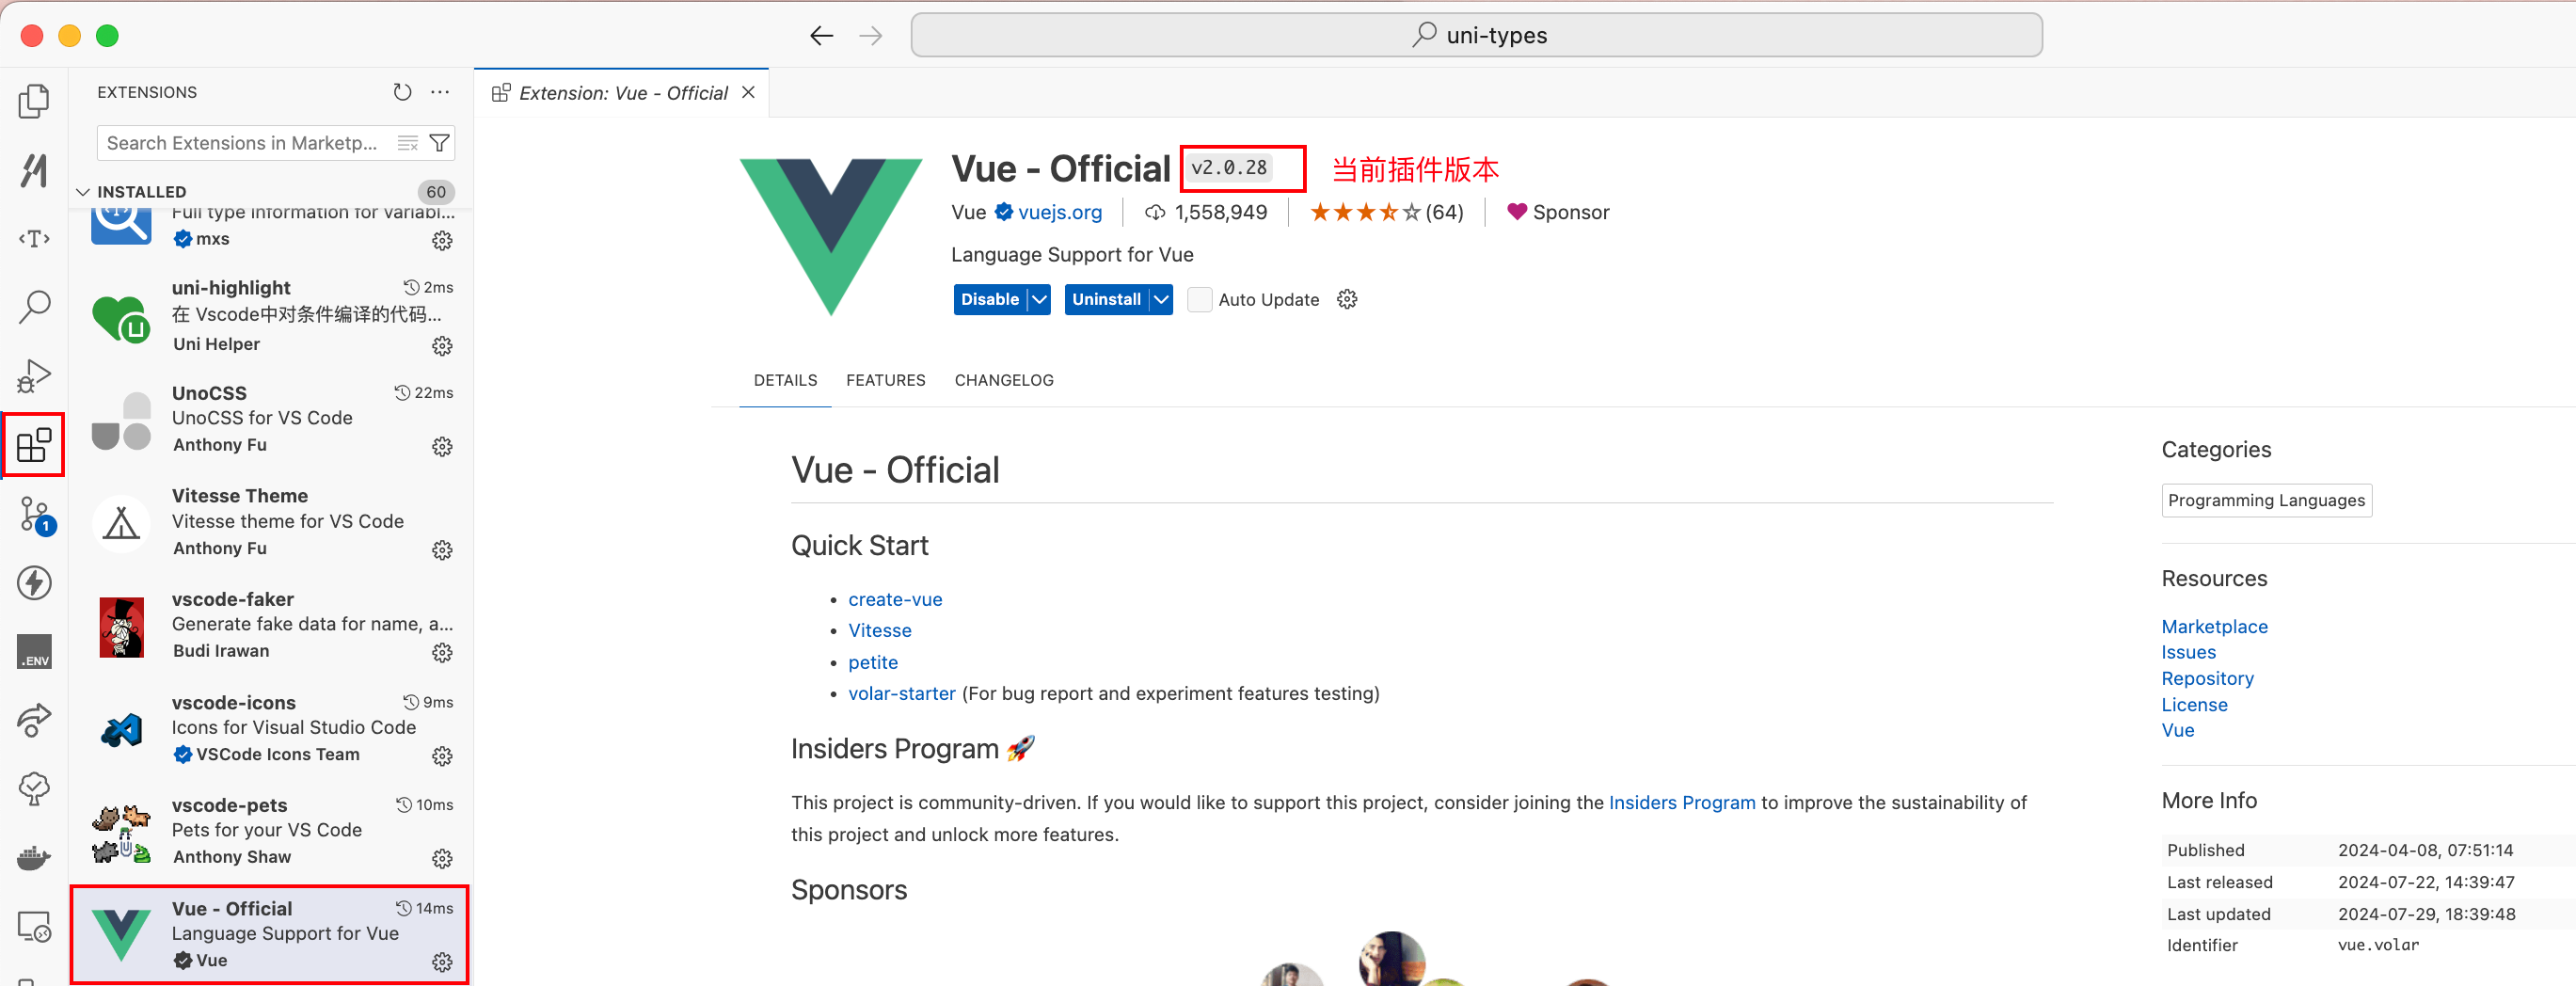 uni-types
EXTENSIONS
Search Extensions in Marketp...
INSTALLED
60
Full type information for variabl...
mxs
uni-highlight
2ms
在 Vscode中对条件编译的代码...
Uni Helper
UnoCSS
22ms
UnoCSS for VS Code
Anthony Fu
Vitesse Theme
Vitesse theme for VS Code
Anthony Fu
vscode-faker
Generate fake data for name, a...
Budi Irawan
vscode-icons
9ms
Icons for Visual Studio Code
VSCode Icons Team
vscode-pets
10ms
Pets for your VS Code
Anthony Shaw
Vue - Official
14ms
Language Support for Vue
Vue
1
.ENV
Extension: Vue - Official
Vue - Official v2.0.28 当前插件版本
Vue vuejs.org 1,558,949 (64) Sponsor
Language Support for Vue
Disable Uninstall Auto Update
DETAILS FEATURES CHANGELOG
Vue - Official
Quick Start
• create-vue
• Vitesse
• petite
• volar-starter (For bug report and experiment features testing)
Insiders Program 🚀
This project is community-driven. If you would like to support this project, consider joining the Insiders Program to improve the sustainability of
this project and unlock more features.
Sponsors
Categories
Programming Languages
Resources
Marketplace
Issues
Repository
License
Vue
More Info
Published 2024-04-08, 07:51:14
Last released 2024-07-22, 14:39:47
Last updated 2024-07-29, 18:39:48
Identifier vue.volar